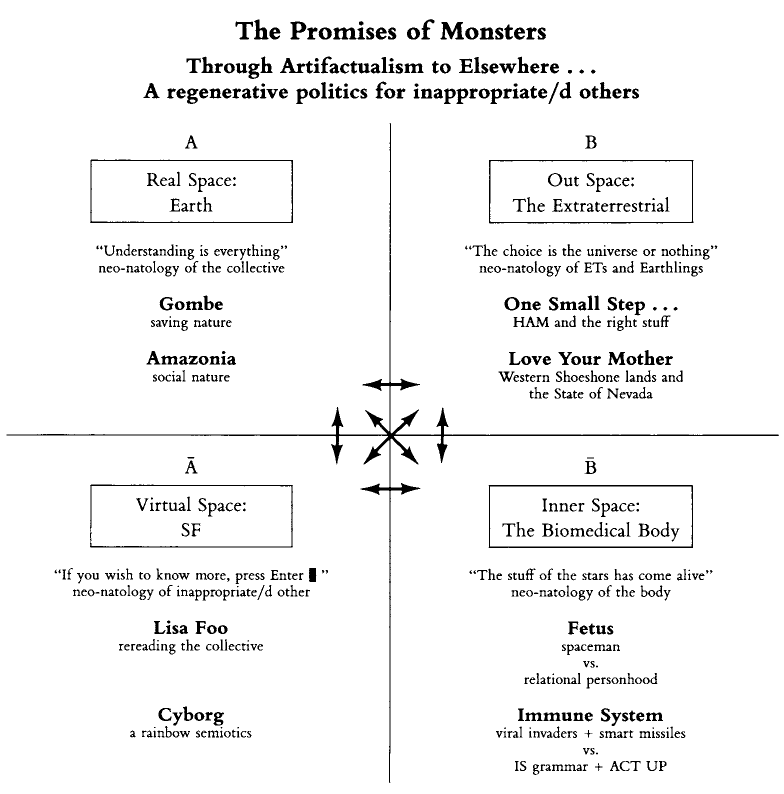 The Promises of Monsters
Through Artifactualism to Elsewhere . . .
A regenerative politics for inappropriate/d others
A
Real Space:
Earth
"Understanding is everything"
neo-natology of the collective
Gombe
saving nature
Amazonia
social nature
B
Out Space:
The Extraterrestrial
"The choice is the universe or nothing"
neo-natology of ETs and Earthlings
One Small Step . . .
HAM and the right stuff
Love Your Mother
Western Shoeshone lands and
the State of Nevada
Ā
Virtual Space:
SF
"If you wish to know more, press Enter ▮ "
neo-natology of inappropriate/d other
Lisa Foo
rereading the collective
Cyborg
a rainbow semiotics
B̄
Inner Space:
The Biomedical Body
"The stuff of the stars has come alive"
neo-natology of the body
Fetus
spaceman
vs.
relational personhood
Immune System
viral invaders + smart missiles
vs.
IS grammar + ACT UP